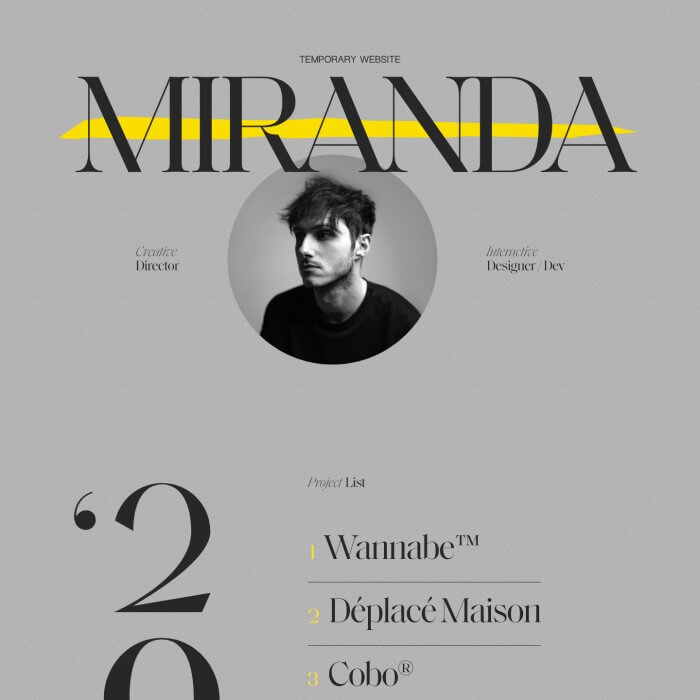 TEMPORARY WEBSITE
MIRANDA
Creative
Director
Interactive
Designer / Dev
Project List
‘2
1 Wannabe™
2 Déplacé Maison
3 Cobo®